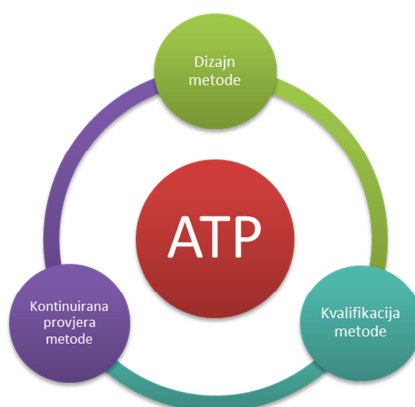 Dizajn
metode
ATP
Kontinuirana
provjera
metode
Kvalifikacija
metode